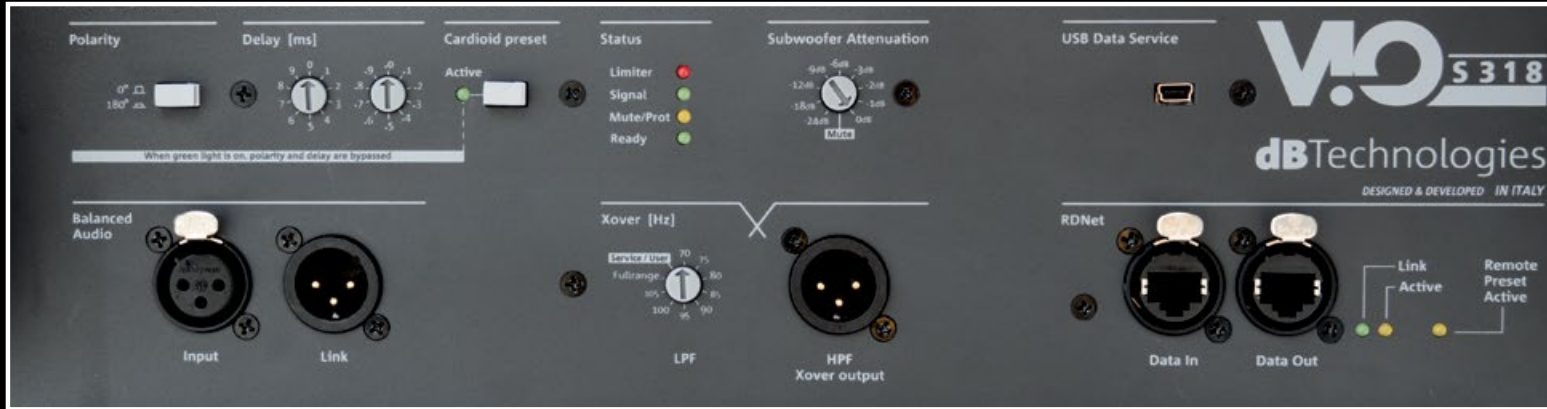 Polarity
0°
180°
Delay [ms]
0 1 2 3 4 5 6 7 8 9
.0 .1 .2 .3 .4 .5 .6 .7 .8 .9
Cardioid preset
Active
When green light is on, polarity and delay are bypassed
Status
Limiter
Signal
Mute/Prot
Ready
Subwoofer Attenuation
-6dB
-9dB -3dB
-12dB -2dB
-18dB -1dB
-24dB 0dB
Mute
USB Data Service
VIO
S 318
dBTechnologies
DESIGNED & DEVELOPED IN ITALY
Balanced
Audio
Input
Link
Xover [Hz]
Service / User
Fullrange
70
75
80
85
90
95
100
105
LPF
HPF
Xover output
RDNet
Data In
Data Out
Link
Active
Remote
Preset
Active